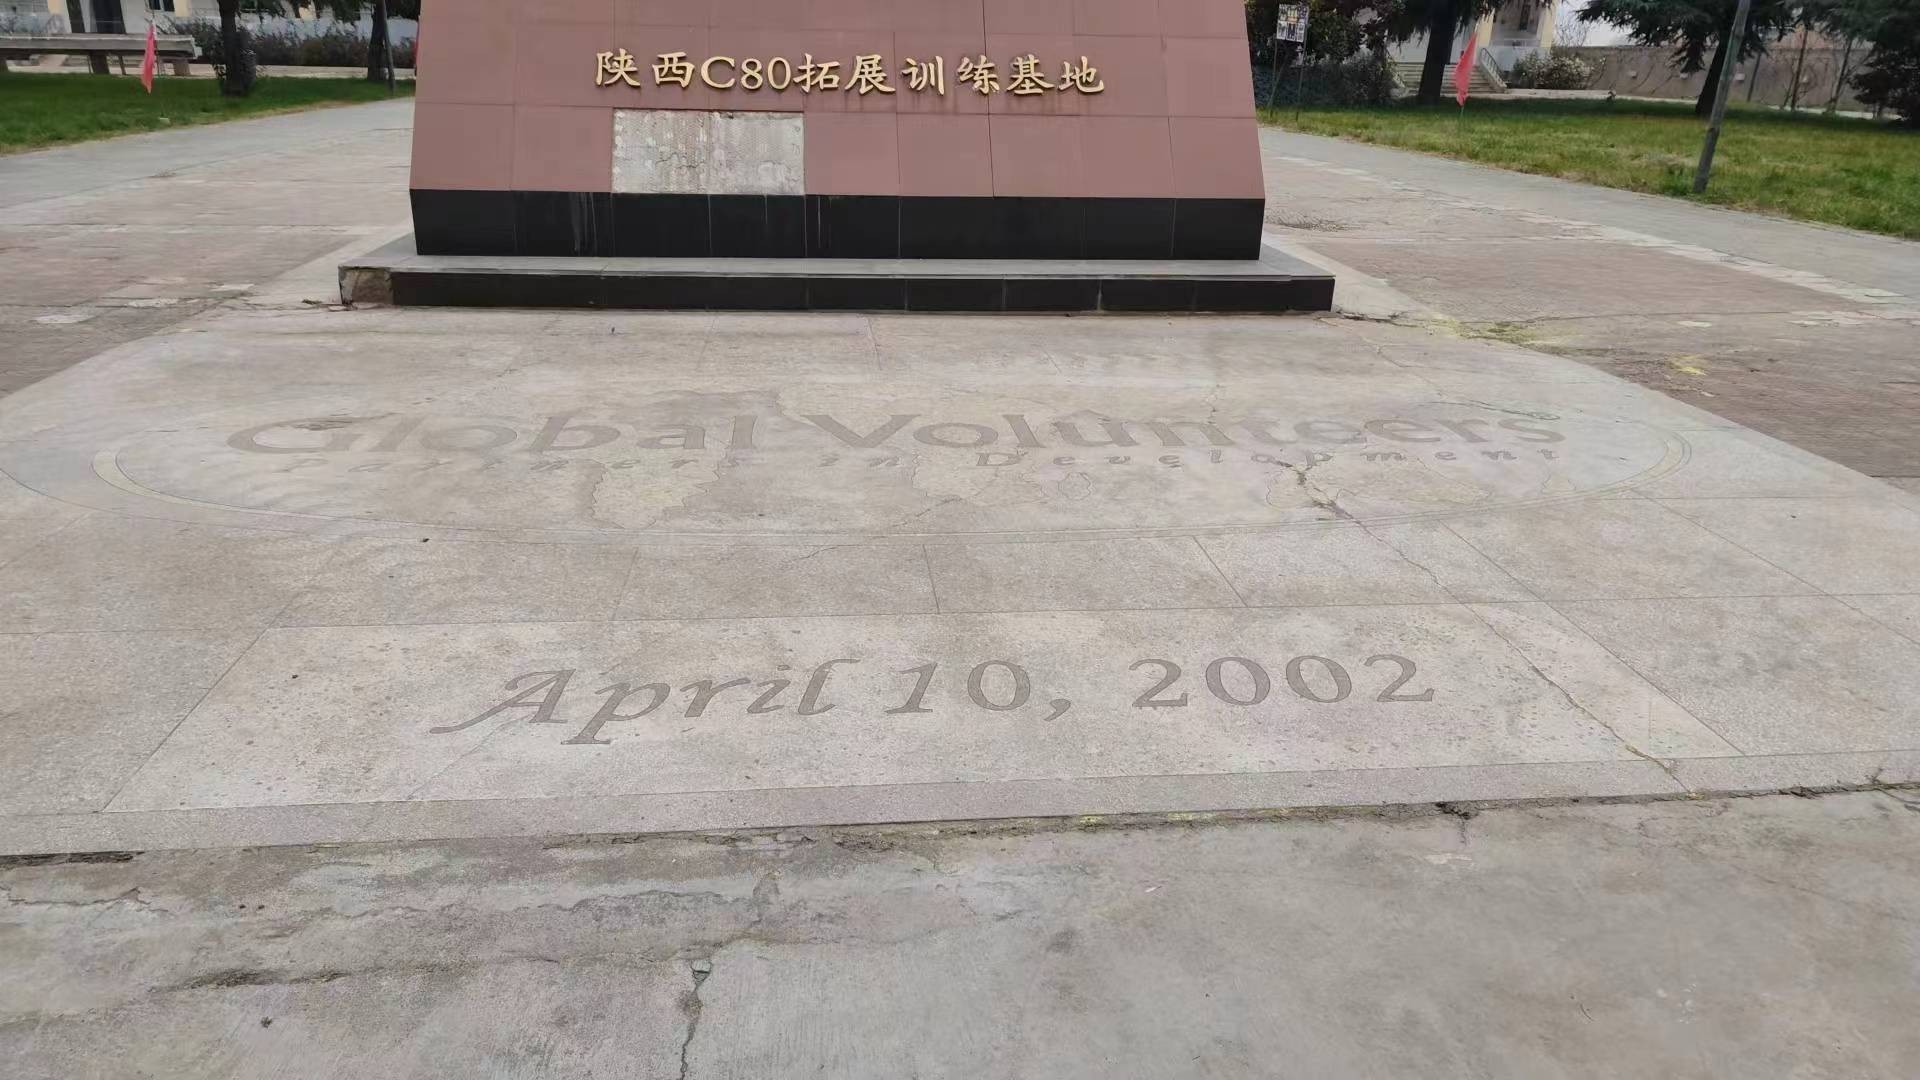 陕西C80拓展训练基地
Global Volunteers
Partners in Development
April 10, 2002